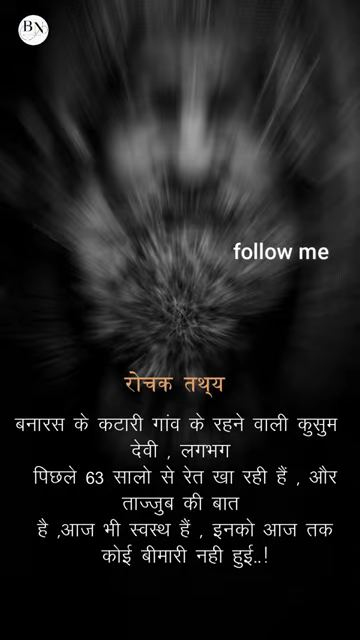 BN
follow me
रोचक तथ्य
बनारस के कटारी गांव के रहने वाली कुसुम
देवी , लगभग
पिछले 63 सालो से रेत खा रही हैं , और
ताज्जुब की बात
है ,आज भी स्वस्थ हैं , इनको आज तक
कोई बीमारी नही हुई..!